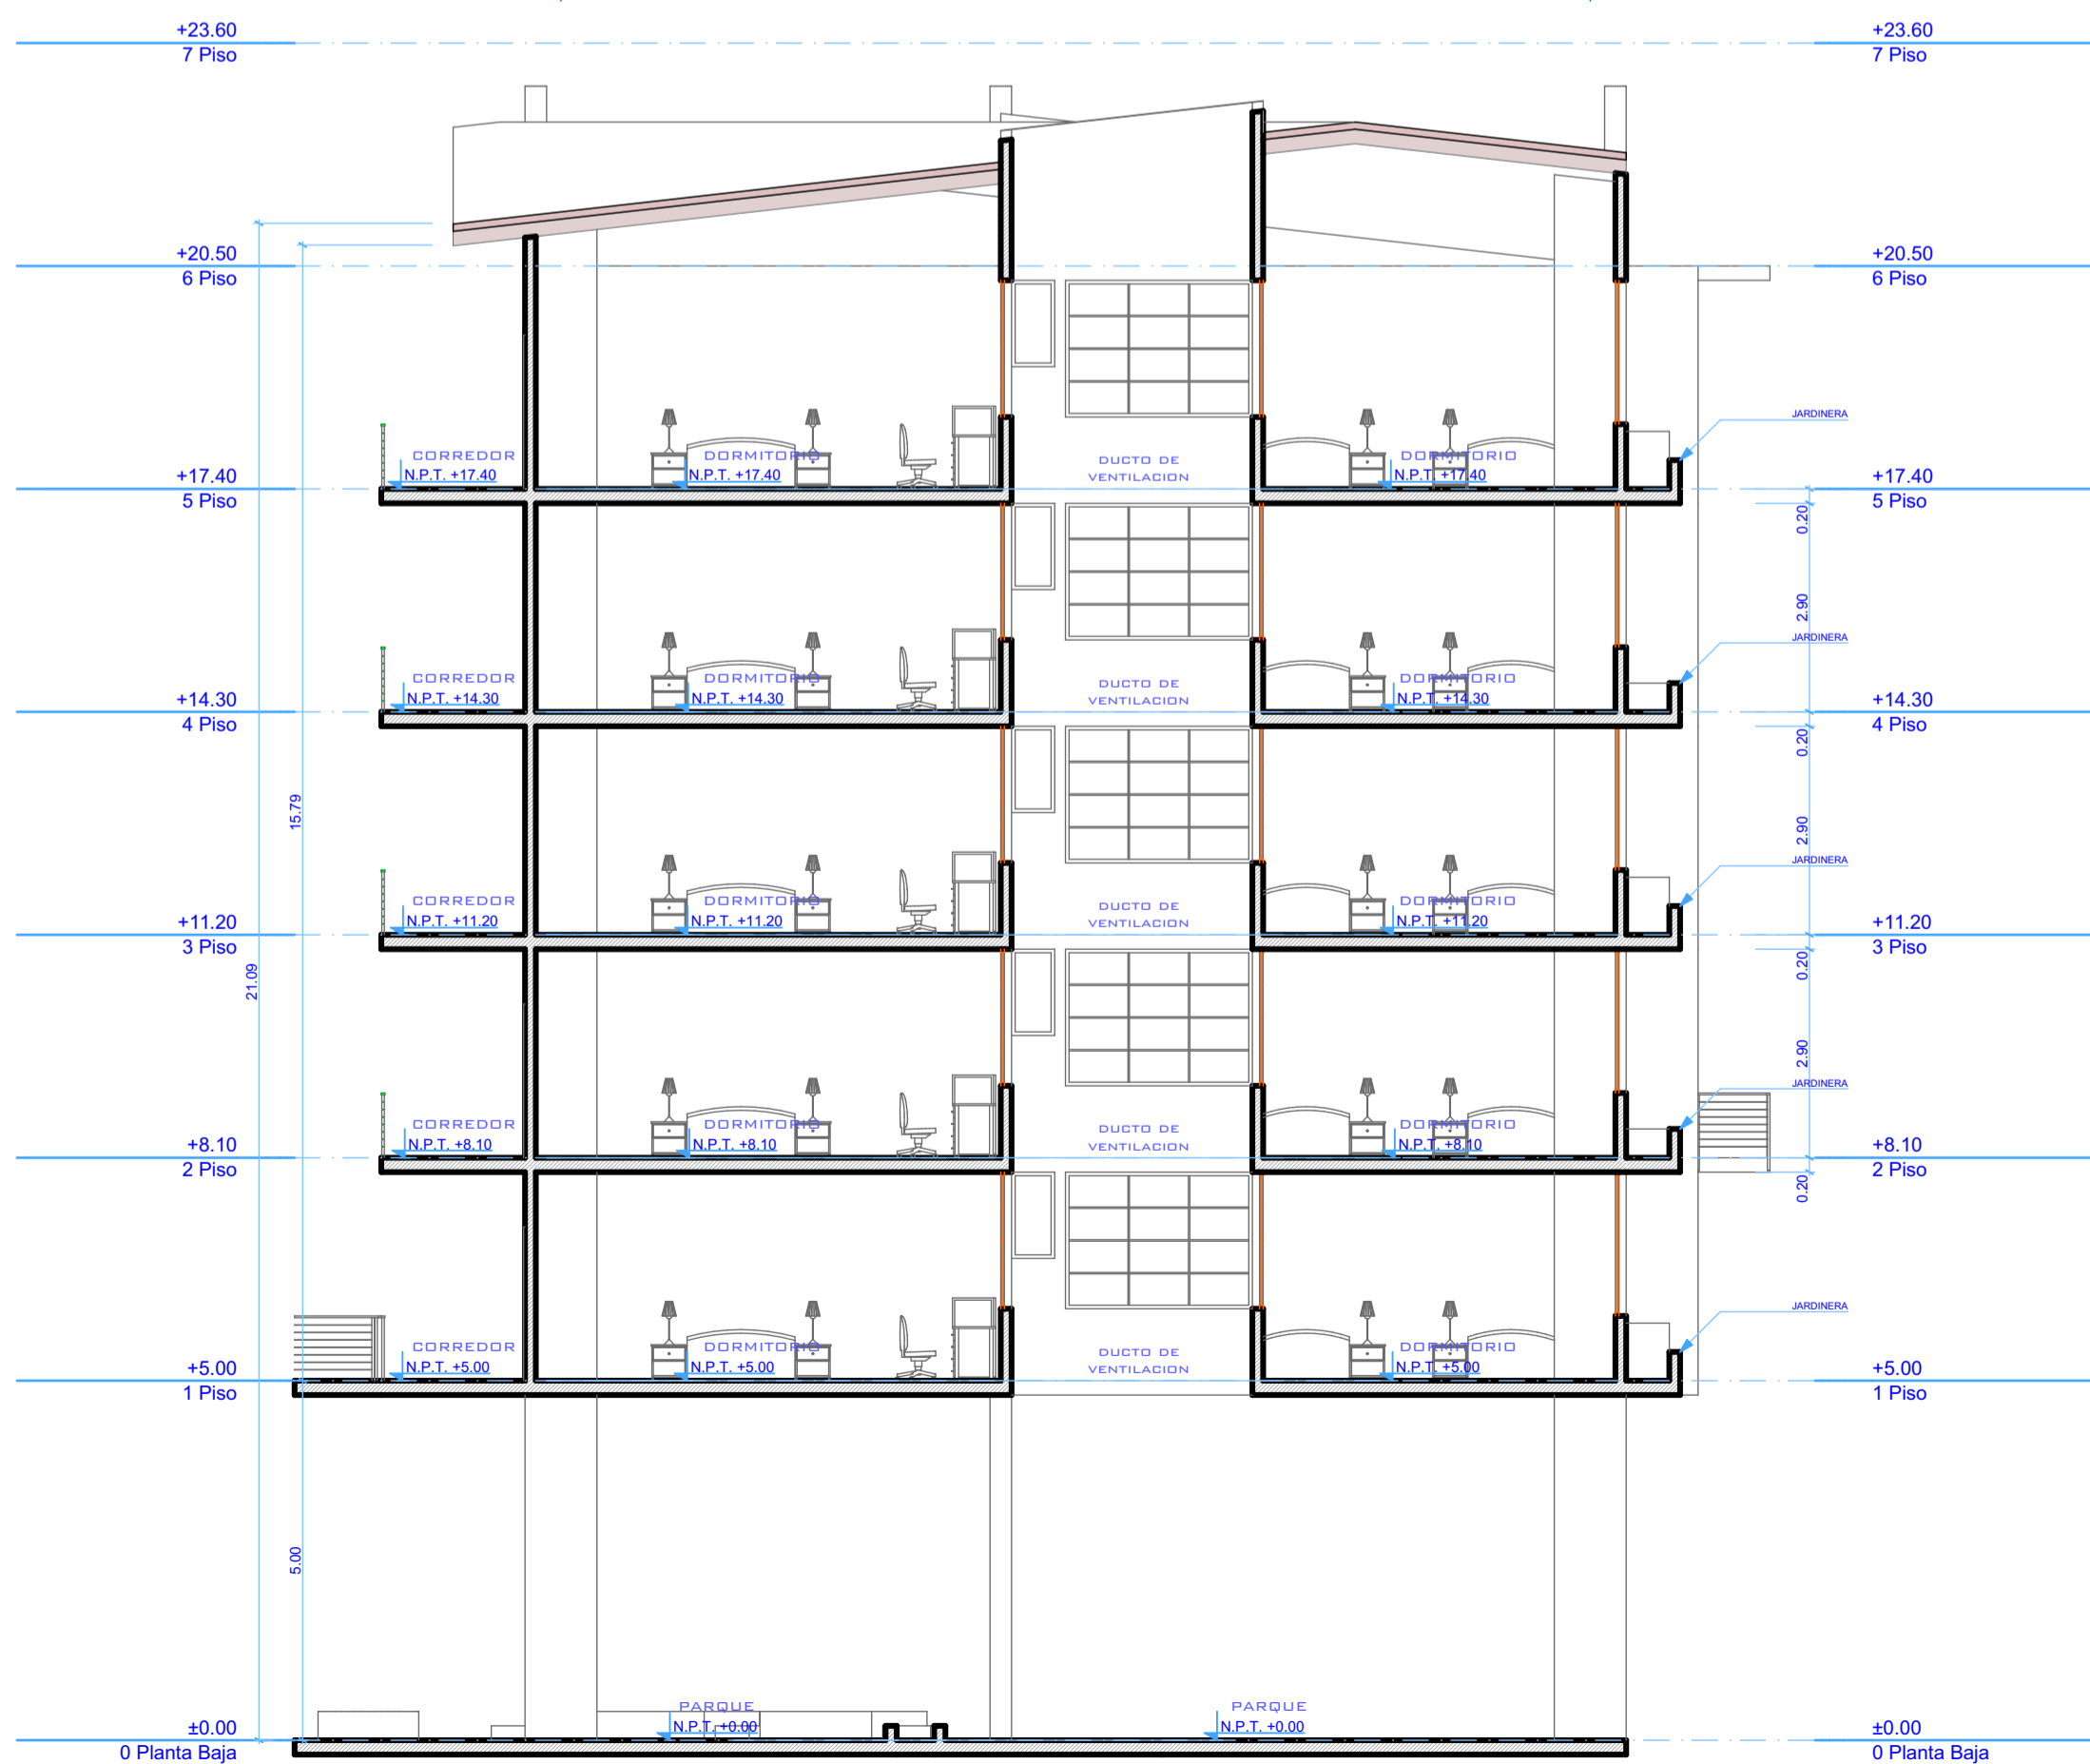 +23.60
7 Piso
+23.60
7 Piso
+20.50
6 Piso
+20.50
6 Piso
JARDINERA
CORREDOR
N.P.T. +17.40
DORMITORIO
N.P.T. +17.40
DUCTO DE
VENTILACION
DORMITORIO
N.P.T. +17.40
+17.40
5 Piso
+17.40
5 Piso
0.20
2.90
JARDINERA
CORREDOR
N.P.T. +14.30
DORMITORIO
N.P.T. +14.30
DUCTO DE
VENTILACION
DORMITORIO
N.P.T. +14.30
+14.30
4 Piso
+14.30
4 Piso
0.20
15.79
2.90
JARDINERA
CORREDOR
N.P.T. +11.20
DORMITORIO
N.P.T. +11.20
DUCTO DE
VENTILACION
DORMITORIO
N.P.T. +11.20
+11.20
3 Piso
+11.20
3 Piso
21.09
0.20
2.90
JARDINERA
CORREDOR
N.P.T. +8.10
DORMITORIO
N.P.T. +8.10
DUCTO DE
VENTILACION
DORMITORIO
N.P.T. +8.10
+8.10
2 Piso
+8.10
2 Piso
0.20
JARDINERA
CORREDOR
N.P.T. +5.00
DORMITORIO
N.P.T. +5.00
DUCTO DE
VENTILACION
DORMITORIO
N.P.T. +5.00
+5.00
1 Piso
+5.00
1 Piso
5.00
PARQUE
N.P.T. +0.00
PARQUE
N.P.T. +0.00
±0.00
0 Planta Baja
±0.00
0 Planta Baja